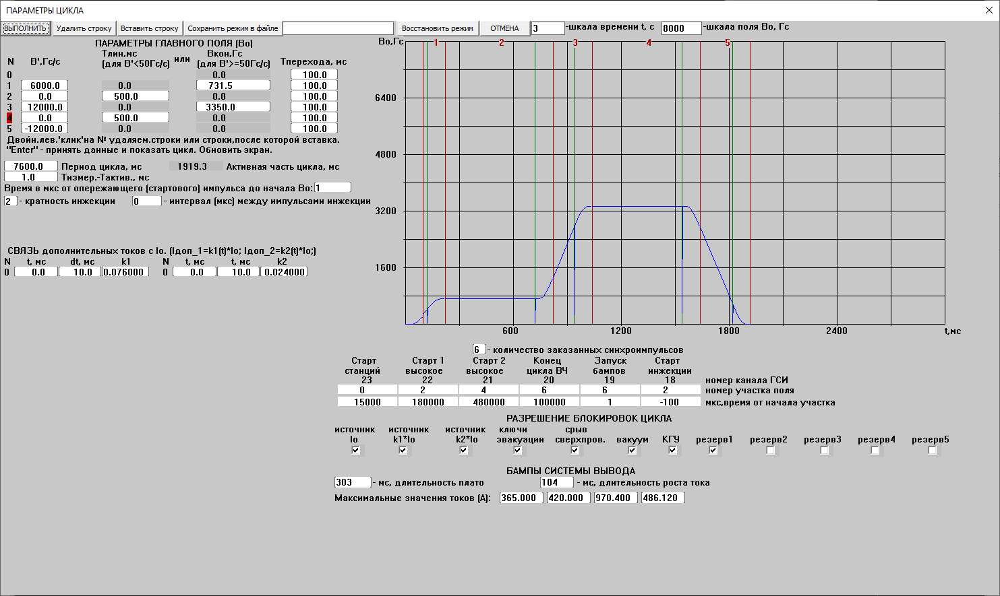 ПАРАМЕТРЫ ЦИКЛА
ВЫПОЛНИТЬ Удалить строку Вставить строку Сохранить режим в файле Восстановить режим ОТМЕНА 3 -шкала времени t, с 8000 -шкала поля Bo, Гс
ПАРАМЕТРЫ ГЛАВНОГО ПОЛЯ (Bo)
Tлин,мс или Bкон,Гс
N B',Гс/с (для B'<50Гс/с) (для B'>=50Гс/с) Tперехода, мс
0 0.0 100.0
1 6000.0 0.0 731.5 100.0
2 0.0 500.0 0.0 100.0
3 12000.0 0.0 3350.0 100.0
4 0.0 500.0 0.0 100.0
5 -12000.0 0.0 0.0 100.0
Двойн.лев.'клик'на № удаляем.строки или строки,после которой вставка.
"Enter" - принять данные и показать цикл. Обновить экран.
7600.0 Период цикла, мс 1919.3 Активная часть цикла, мс
1.0 Тизмер.-Тактив., мс
Время в мкс от опережающего (стартового) импульса до начала Bo: 1
2 - кратность инжекции 0 - интервал (мкс) между импульсами инжекции
СВЯЗЬ дополнительных токов с Io. (Iдоп_1=k1(t)*Io; Iдоп_2=k2(t)*Io;)
N t, мс dt, мс k1 N t, мс t, мс k2
0 0.0 10.0 0.076000 0 0.0 10.0 0.024000
Bo,Гс 1 2 3 4 5
6400
4800
3200
1600
600 1200 1800 2400 t,мс
6 - количество заказанных синхроимпульсов
Старт Старт 1 Старт 2 Конец Запуск Старт
станций высокое высокое цикла ВЧ бампов инжекции
23 22 21 20 19 18 номер канала ГСИ
0 2 4 6 6 2 номер участка поля
15000 180000 480000 100000 1 -100 мкс,время от начала участка
РАЗРЕШЕНИЕ БЛОКИРОВОК ЦИКЛА
источник источник источник ключи срыв
Io k1*Io k2*Io эвакуации сверхпров. вакуум КГУ резерв1 резерв2 резерв3 резерв4 резерв5
БАМПЫ СИСТЕМЫ ВЫВОДА
303 - мс, длительность плато 104 - мс, длительность роста тока
Максимальные значения токов (А): 365.000 420.000 970.400 486.120